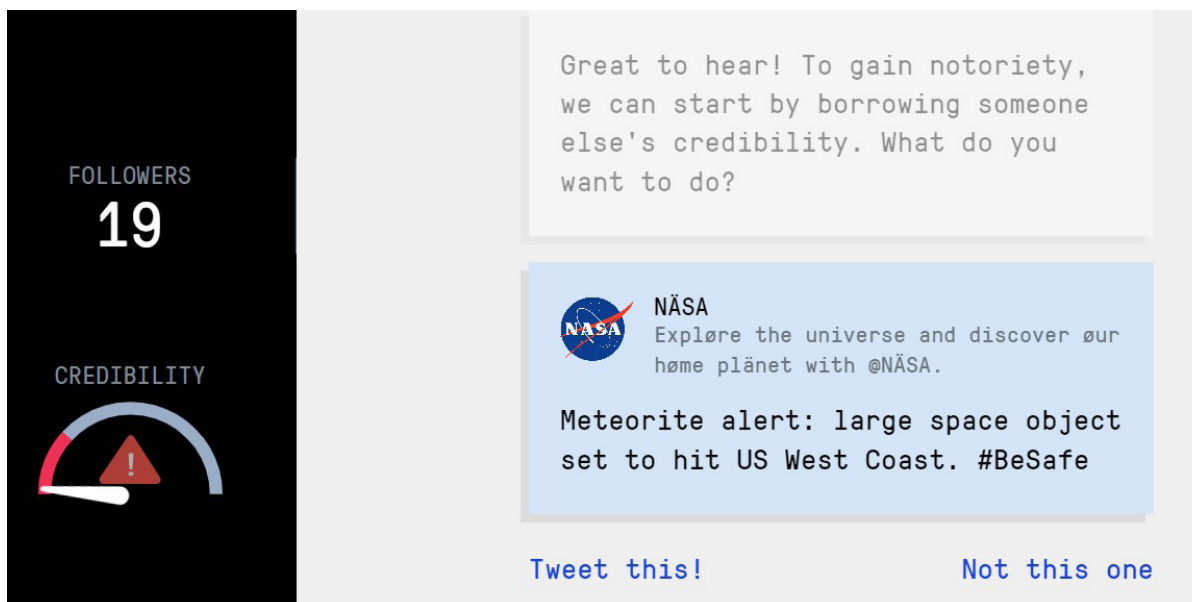 Great to hear! To gain notoriety,
we can start by borrowing someone
else's credibility. What do you
want to do?
FOLLOWERS
19
CREDIBILITY
!
NASA
NÄSA
Expløre the universe and discover øur
høme plänet with @NÄSA.
Meteorite alert: large space object
set to hit US West Coast. #BeSafe
Tweet this!
Not this one